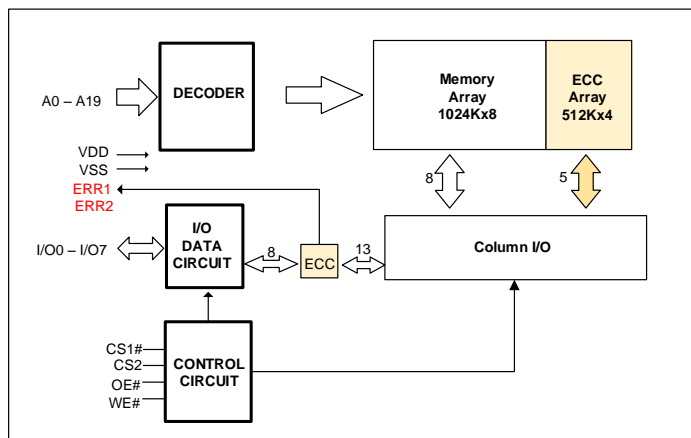 A0 – A19
DECODER
Memory
Array
1024Kx8
ECC
Array
512Kx4
VDD
VSS
ERR1
ERR2
8
5
I/O0 – I/O7
I/O
DATA
CIRCUIT
8
ECC
13
Column I/O
CS1#
CS2
OE#
WE#
CONTROL
CIRCUIT